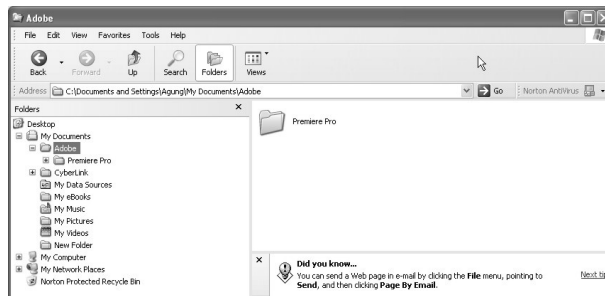 Adobe
File Edit View Favorites Tools Help
Back Forward Up Search Folders Views
Address C:\Documents and Settings\Agung\My Documents\Adobe Go Norton AntiVirus
Folders
Desktop
My Documents
Adobe
Premiere Pro
CyberLink
My Data Sources
My eBooks
My Music
My Pictures
My Videos
New Folder
My Computer
My Network Places
Norton Protected Recycle Bin
Premiere Pro
Did you know...
You can send a Web page in e-mail by clicking the File menu, pointing to
Send, and then clicking Page By Email.
Next